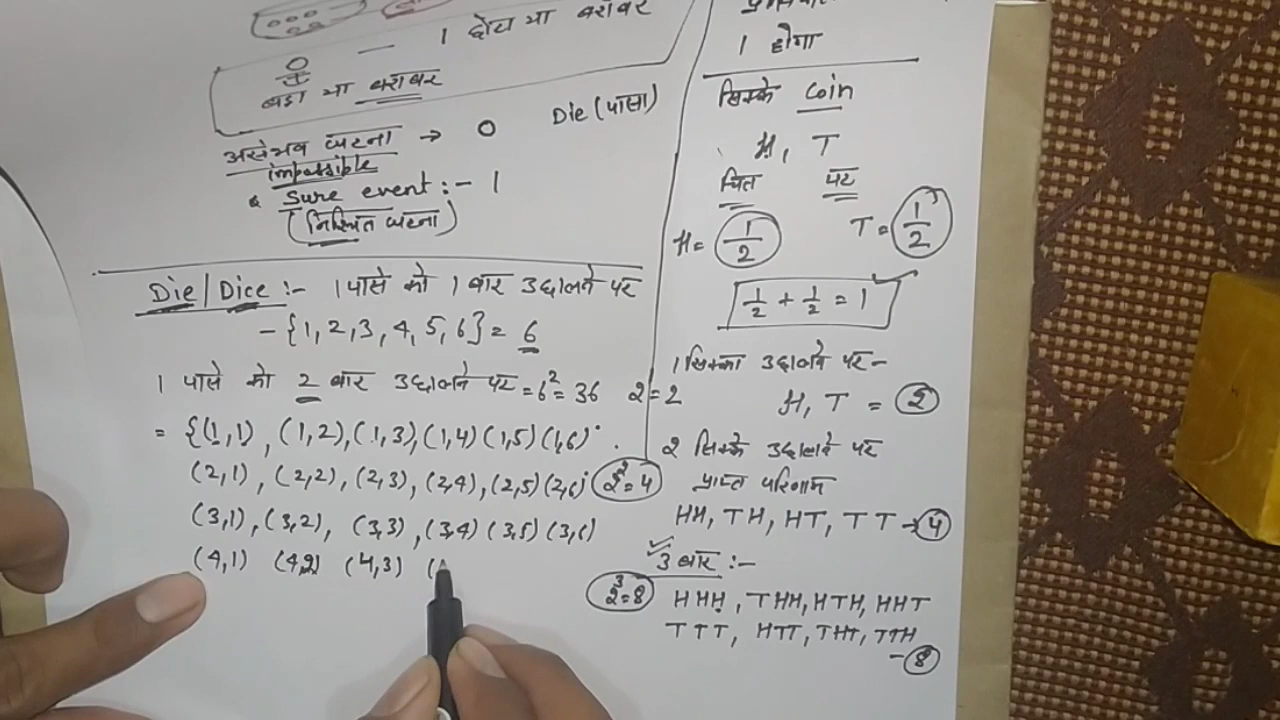 0 — 1 छोटा या बराबर
से
बड़ा या बराबर
असंभव घटना → 0
impossible
Sure event :- 1
(निश्चित घटना)
Die (पासा)
Die/Dice :- 1 पासे को 1 बार उछालने पर
- {1, 2, 3, 4, 5, 6} = 6
1 पासे को 2 बार उछालने पर = 6² = 36
= {(1,1), (1,2), (1,3), (1,4) (1,5) (1,6)
(2,1), (2,2), (2,3), (2,4), (2,5) (2,6)
(3,1), (3,2), (3,3), (3,4) (3,5) (3,6)
(4,1) (4,2) (4,3) (
1 होगा
सिक्के coin
H, T
चित पट
H = 1/2 T = 1/2
1/2 + 1/2 = 1
1 सिक्का उछालने पर -
2 = 2 H, T = 2
2 सिक्के उछालने पर
2² = 4 प्राप्त परिणाम
HH, TH, HT, TT → 4
3 बार :-
2³ = 8 HHH, THH, HTH, HHT
TTT, HTT, THT, TTH
- 8